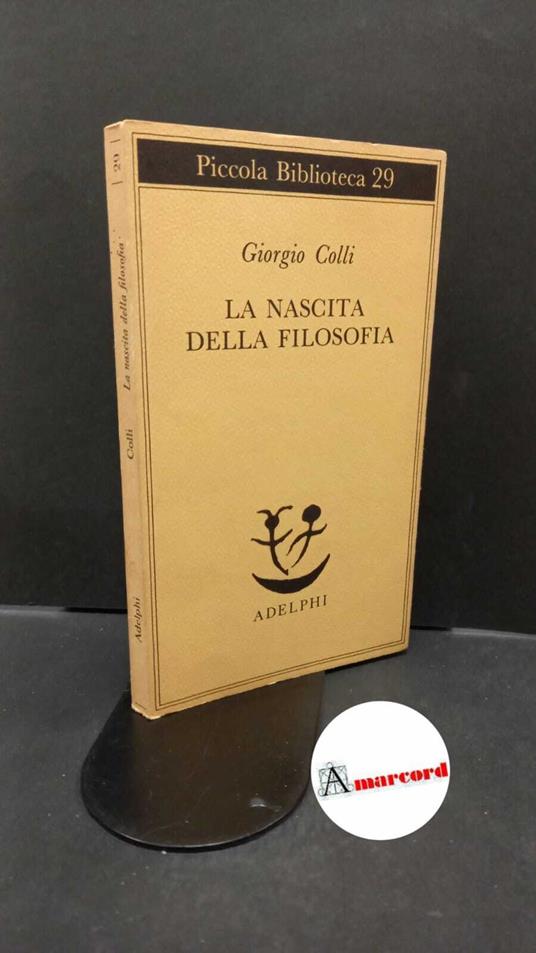 Piccola Biblioteca 29
Giorgio Colli
LA NASCITA
DELLA FILOSOFIA
ADELPHI
29
La nascita della filosofia
Colli
Adelphi
Amarcord